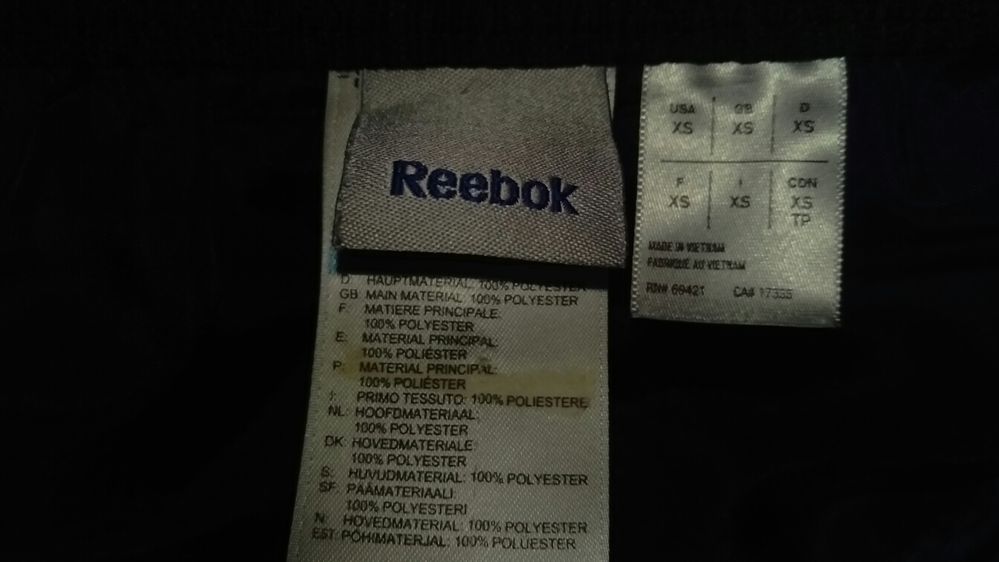 Reebok
D: HAUPTMATERIAL: 100% POLYESTER
GB: MAIN MATERIAL: 100% POLYESTER
F: MATIERE PRINCIPALE:
100% POLYESTER
E: MATERIAL PRINCIPAL:
100% POLIÉSTER
P: MATERIAL PRINCIPAL:
100% POLIÉSTER
I: PRIMO TESSUTO: 100% POLIESTERE
NL: HOOFDMATERIAAL:
100% POLYESTER
DK: HOVEDMATERIALE:
100% POLYESTER
S: HUVUDMATERIAL: 100% POLYESTER
SF: PÄÄMATERIAALI:
100% POLYESTERI
N: HOVEDMATERIAL: 100% POLYESTER
EST: PÕHIMATERJAL: 100% POLUESTER
USA GB D
XS XS XS
F I CDN
XS XS XS
TP
MADE IN VIETNAM
FABRIQUÉ AU VIETNAM
RN# 69421 CA# 17355